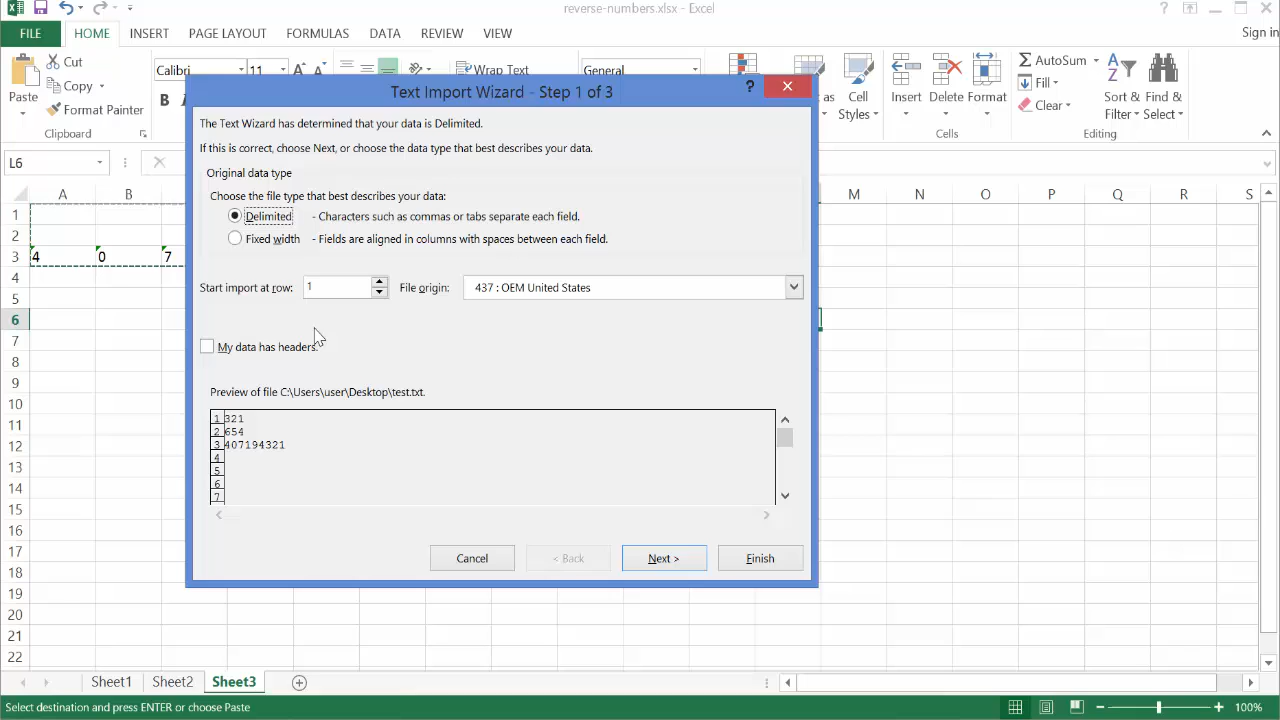 reverse-numbers.xlsx - Excel
?
FILE HOME INSERT PAGE LAYOUT FORMULAS DATA REVIEW VIEW Sign in
Paste
Cut
Copy
Format Painter
Clipboard
Calibri 11 A A
B
Wrap Text
General
as
Cell
Styles
Insert
Delete
Format
Cells
AutoSum
Fill
Clear
A
Z
Sort &
Filter
Find &
Select
Editing
Text Import Wizard - Step 1 of 3
?
The Text Wizard has determined that your data is Delimited.
If this is correct, choose Next, or choose the data type that best describes your data.
Original data type
Choose the file type that best describes your data:
Delimited - Characters such as commas or tabs separate each field.
Fixed width - Fields are aligned in columns with spaces between each field.
Start import at row: 1 File origin: 437 : OEM United States
My data has headers.
Preview of file C:\Users\user\Desktop\test.txt.
1 321
2 654
3 407194321
4
5
6
7
Cancel < Back Next > Finish
L6
A B M N O P Q R S
1
2
3 4 0 7
4
5
6
7
8
9
10
11
12
13
14
15
16
17
18
19
20
21
22
Sheet1 Sheet2 Sheet3
Select destination and press ENTER or choose Paste 100%